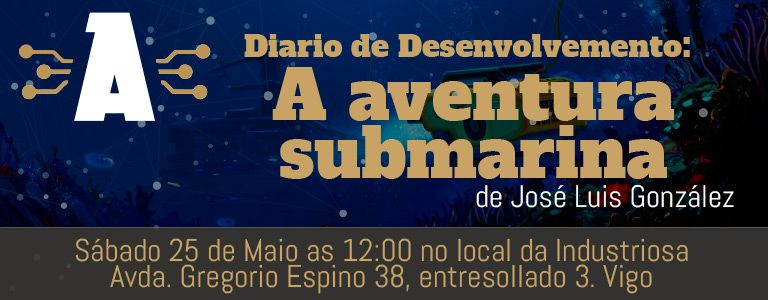 A
Diario de Desenvolvemento:
A aventura
submarina
de José Luis González
Sábado 25 de Maio as 12:00 no local da Industriosa
Avda. Gregorio Espino 38, entresollado 3. Vigo